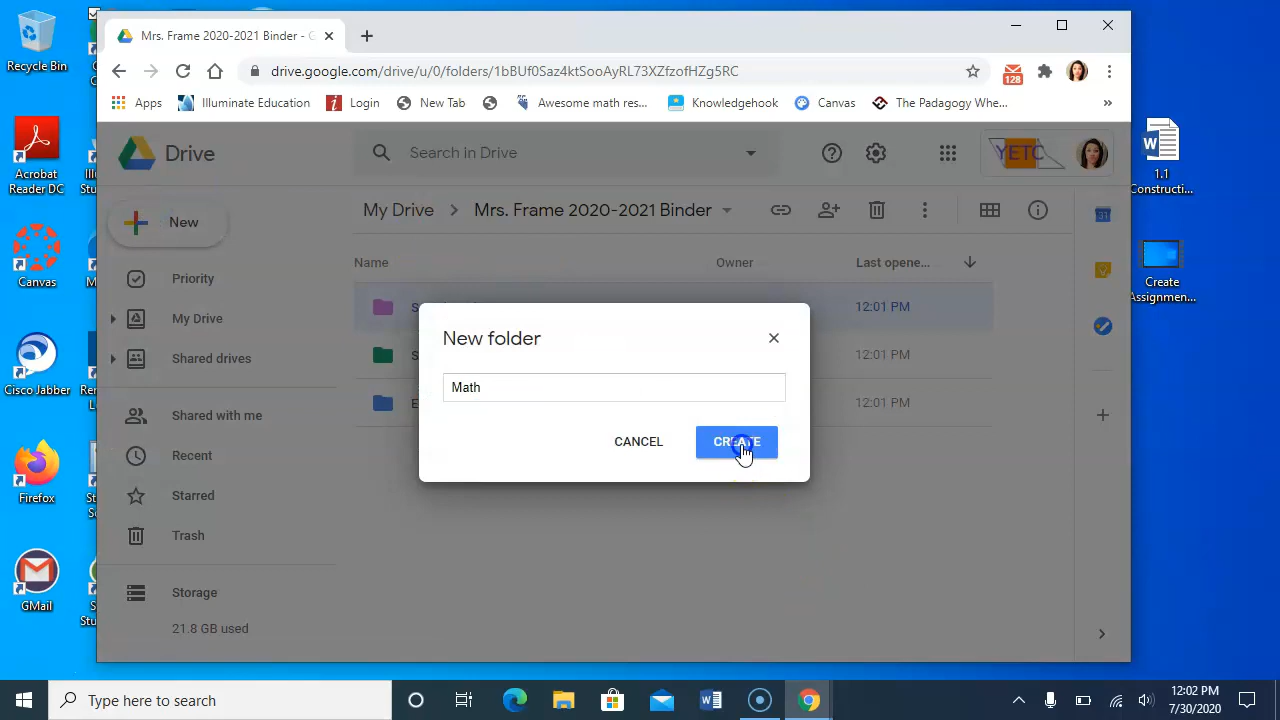 Recycle Bin
Acrobat
Reader DC
Canvas
Cisco Jabber
Firefox
GMail
Mrs. Frame 2020-2021 Binder - G
drive.google.com/drive/u/0/folders/1bBUf0Saz4ktSooAyRL73XZfzofHZg5RC
128
Apps
Illuminate Education
Login
New Tab
Awesome math res...
Knowledgehook
Canvas
The Padagogy Whe...
Drive
Search in Drive
YETC
New
My Drive
Mrs. Frame 2020-2021 Binder
Name
Owner
Last opene...
12:01 PM
12:01 PM
12:01 PM
Priority
My Drive
Shared drives
Shared with me
Recent
Starred
Trash
Storage
21.8 GB used
New folder
Math
CANCEL
CREATE
31
1.1
Constructi...
Create
Assignmen...
Type here to search
12:02 PM
7/30/2020